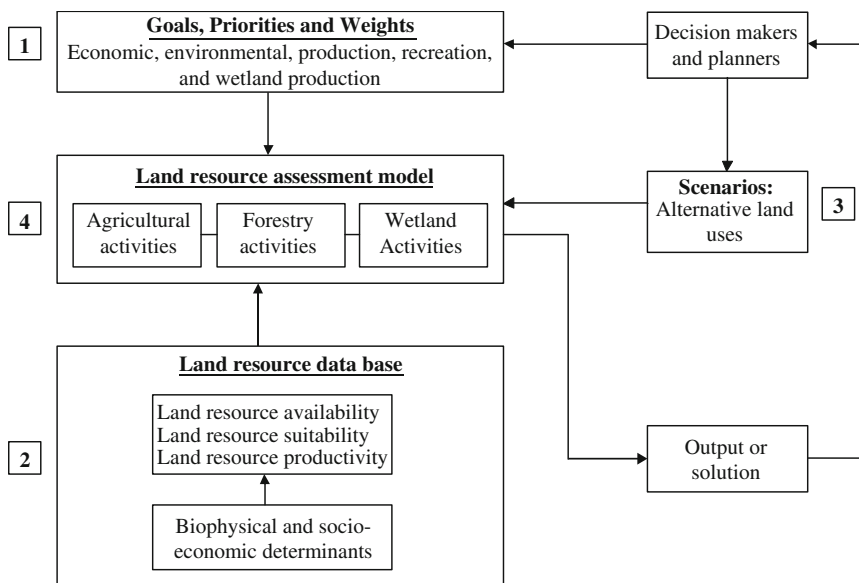 1
Goals, Priorities and Weights
Economic, environmental, production, recreation,
and wetland production
Decision makers
and planners
4
Land resource assessment model
Agricultural
activities
Forestry
activities
Wetland
Activities
Scenarios:
Alternative land
uses
3
2
Land resource data base
Land resource availability
Land resource suitability
Land resource productivity
Biophysical and socio-
economic determinants
Output or
solution